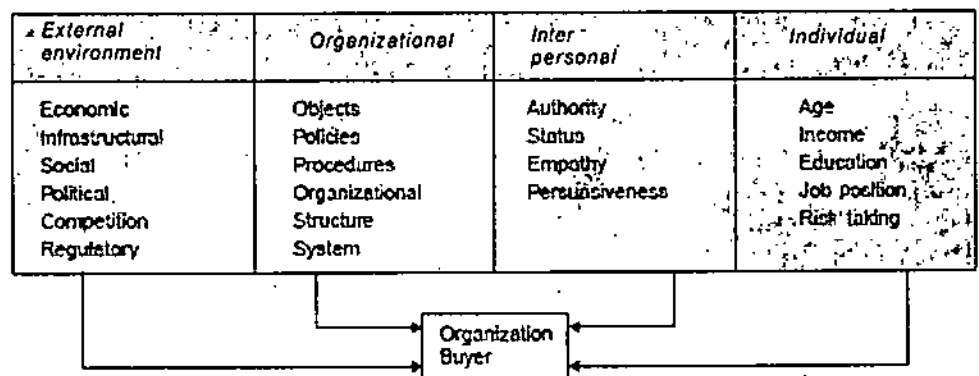 External
environment
Organizational
Inter
personal
Individual
Economic
Infrastructural
Social
Political
Competition
Regulatory
Objects
Policies
Procedures
Organizational
Structure
System
Authority
Status
Empathy
Persunsiveness
Age
Income
Education
Job position
Risk taking
Organization
Buyer